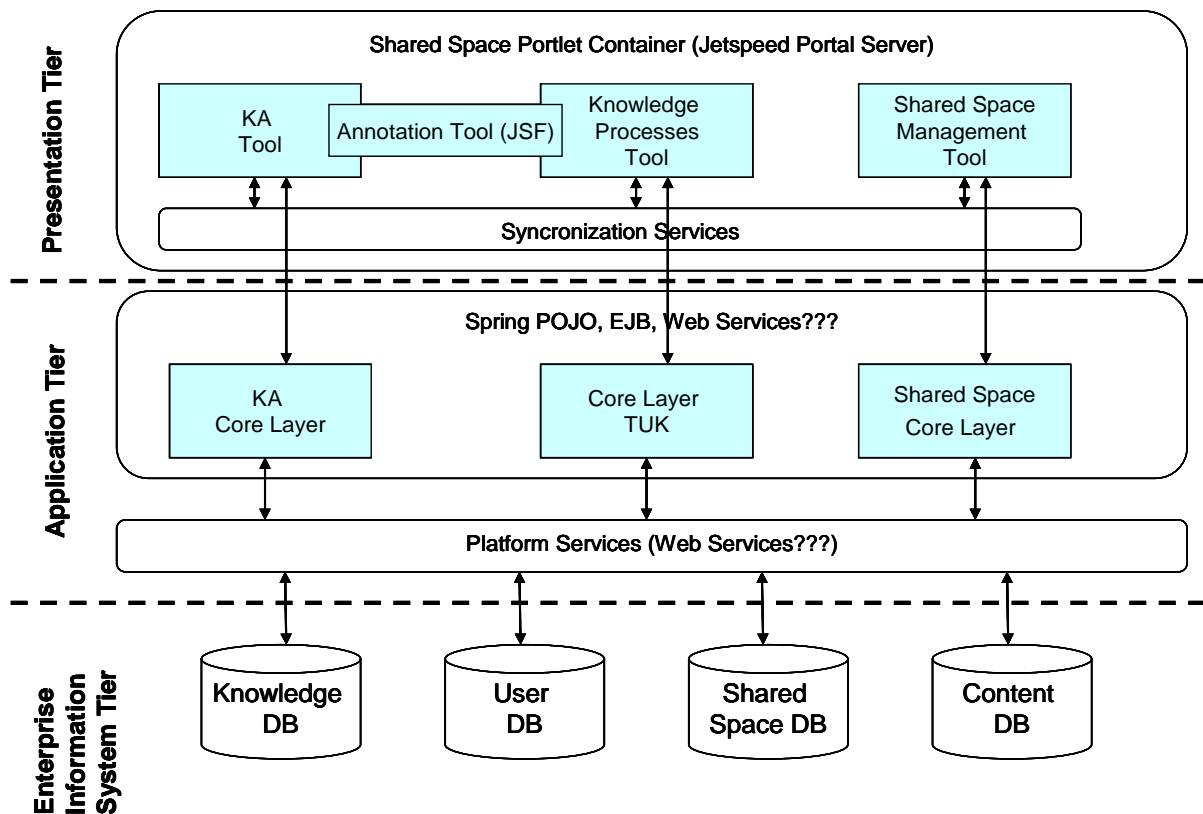 Presentation Tier
Shared Space Portlet Container (Jetspeed Portal Server)
KA
Tool
Annotation Tool (JSF)
Knowledge
Processes
Tool
Shared Space
Management
Tool
Syncronization Services
Application Tier
Spring POJO, EJB, Web Services???
KA
Core Layer
Core Layer
TUK
Shared Space
Core Layer
Platform Services (Web Services???)
Enterprise
Information
System Tier
Knowledge
DB
User
DB
Shared
Space DB
Content
DB